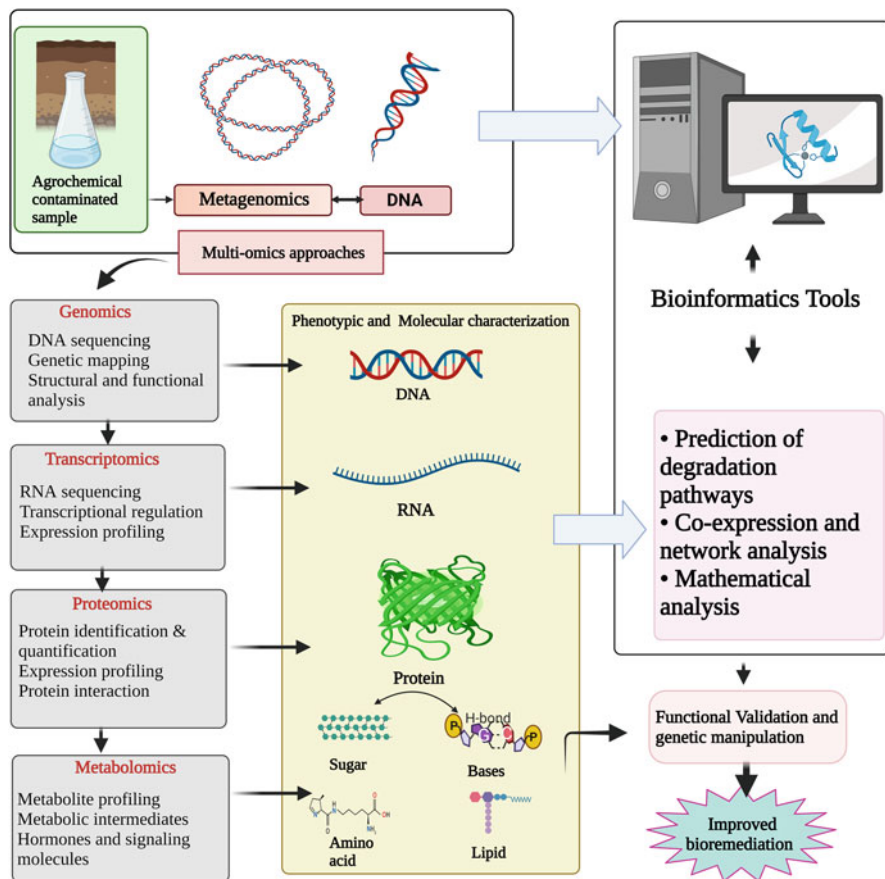 Agrochemical
contaminated
sample
Metagenomics
DNA
Multi-omics approaches
Genomics
DNA sequencing
Genetic mapping
Structural and functional
analysis
Transcriptomics
RNA sequencing
Transcriptional regulation
Expression profiling
Proteomics
Protein identification &
quantification
Expression profiling
Protein interaction
Metabolomics
Metabolite profiling
Metabolic intermediates
Hormones and signaling
molecules
Phenotypic and Molecular characterization
DNA
RNA
Protein
Sugar
H-bond
P
G
C
P
Bases
Amino
acid
Lipid
Bioinformatics Tools
• Prediction of
degradation
pathways
• Co-expression and
network analysis
• Mathematical
analysis
Functional Validation and
genetic manipulation
Improved
bioremediation